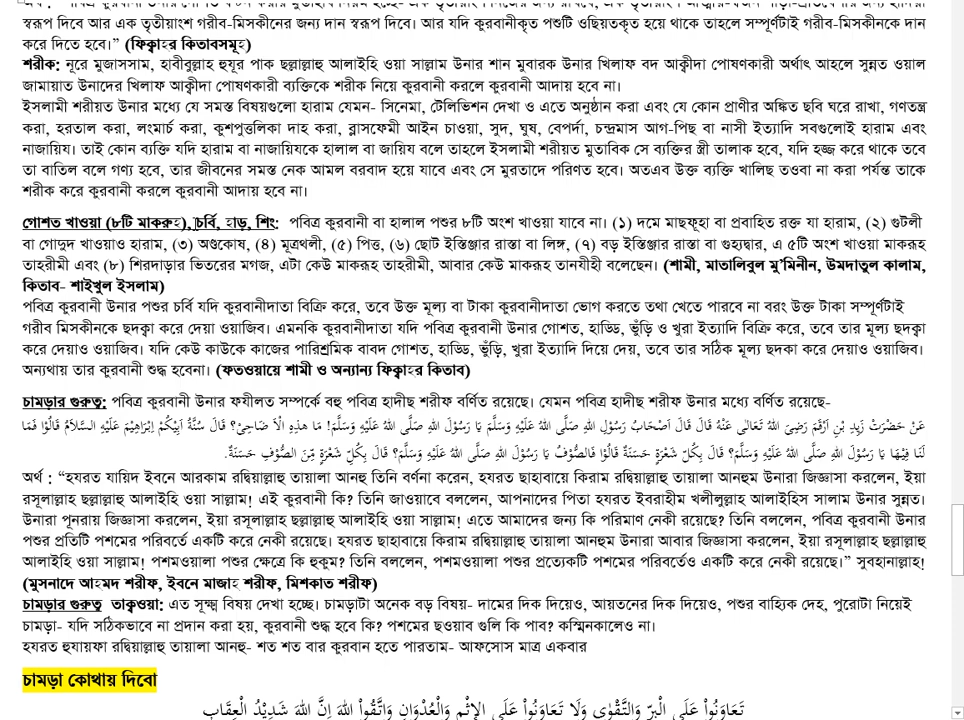 স্বরূপ দিবে আর এক তৃতীয়াংশ গরীব-মিসকীনের জন্য দান স্বরূপ দিবে। আর যদি কুরবানীকৃত পশুটি ওছিয়তকৃত হয়ে থাকে তাহলে সম্পূর্ণটাই গরীব-মিসকীনকে দান
করে দিতে হবে।” (ফিক্বাহর কিতাবসমূহ)
শরীক: নূরে মুজাসসাম, হাবীবুল্লাহ হুযূর পাক ছল্লাল্লাহু আলাইহি ওয়া সাল্লাম উনার শান মুবারক উনার খিলাফ বদ আক্বীদা পোষণকারী অর্থাৎ আহলে সুন্নত ওয়াল
জামায়াত উনাদের খিলাফ আক্বীদা পোষণকারী ব্যক্তিকে শরীক নিয়ে কুরবানী করলে কুরবানী আদায় হবে না।
ইসলামী শরীয়ত উনার মধ্যে যে সমস্ত বিষয়গুলো হারাম যেমন- সিনেমা, টেলিভিশন দেখা ও এতে অনুষ্ঠান করা এবং যে কোন প্রাণীর অঙ্কিত ছবি ঘরে রাখা, গণতন্ত্র
করা, হরতাল করা, লংমার্চ করা, কুশপুত্তলিকা দাহ করা, ব্লাসফেমী আইন চাওয়া, সুদ, ঘুষ, বেপর্দা, চন্দ্রমাস আগ-পিছ বা নাসী ইত্যাদি সবগুলোই হারাম এবং
নাজায়িয। তাই কোন ব্যক্তি যদি হারাম বা নাজায়িযকে হালাল বা জায়িয বলে তাহলে ইসলামী শরীয়ত মুতাবিক সে ব্যক্তির স্ত্রী তালাক হবে, যদি হজ্জ করে থাকে তবে
তা বাতিল বলে গণ্য হবে, তার জীবনের সমস্ত নেক আমল বরবাদ হয়ে যাবে এবং সে মুরতাদে পরিণত হবে। অতএব উক্ত ব্যক্তি খালিছ তওবা না করা পর্যন্ত তাকে
শরীক করে কুরবানী করলে কুরবানী আদায় হবে না।
গোশত খাওয়া (৮টি মাকরুহ), চর্বি, হাড়, শিং: পবিত্র কুরবানী বা হালাল পশুর ৮টি অংশ খাওয়া যাবে না। (১) দমে মাছফূহা বা প্রবাহিত রক্ত যা হারাম, (২) গুটলী
বা গোদুদ খাওয়াও হারাম, (৩) অণ্ডকোষ, (৪) মূত্রথলী, (৫) পিত্ত, (৬) ছোট ইস্তিঞ্জার রাস্তা বা লিঙ্গ, (৭) বড় ইস্তিঞ্জার রাস্তা বা গুহ্যদ্বার, এ ৫টি অংশ খাওয়া মাকরূহ
তাহরীমী এবং (৮) শিরদাড়ার ভিতরের মগজ, এটা কেউ মাকরূহ তাহরীমী, আবার কেউ মাকরূহ তানযীহী বলেছেন। (শামী, মাতালিবুল মু’মিনীন, উমদাতুল কালাম,
কিতাব- শাইখুল ইসলাম)
পবিত্র কুরবানী উনার পশুর চর্বি যদি কুরবানীদাতা বিক্রি করে, তবে উক্ত মূল্য বা টাকা কুরবানীদাতা ভোগ করতে তথা খেতে পারবে না বরং উক্ত টাকা সম্পূর্ণটাই
গরীব মিসকীনকে ছদক্বা করে দেয়া ওয়াজিব। এমনকি কুরবানীদাতা যদি পবিত্র কুরবানী উনার গোশত, হাড্ডি, ভূঁড়ি ও খুরা ইত্যাদি বিক্রি করে, তবে তার মূল্য ছদক্বা
করে দেয়াও ওয়াজিব। যদি কেউ কাউকে কাজের পারিশ্রমিক বাবদ গোশত, হাড্ডি, ভূঁড়ি, খুরা ইত্যাদি দিয়ে দেয়, তবে তার সঠিক মূল্য ছদকা করে দেয়াও ওয়াজিব।
অন্যথায় তার কুরবানী শুদ্ধ হবেনা। (ফতওয়ায়ে শামী ও অন্যান্য ফিক্বাহর কিতাব)
চামড়ার গুরুত্ব: পবিত্র কুরবানী উনার ফযীলত সম্পর্কে বহু পবিত্র হাদীছ শরীফ বর্ণিত রয়েছে। যেমন পবিত্র হাদীছ শরীফ উনার মধ্যে বর্ণিত রয়েছে-
عَنْ حَضْرَتْ زَيِدِ بْنِ اَرْقَمَ رَضِىَ اللهُ تَعَالٰى عَنْهُ قَالَ قَالَ اَصْحَابُ رَسُوْلِ اللهِ صَلَّى اللهُ عَلَيْهِ وَسَلَّمَ يَا رَسُوْلَ اللهِ صَلَّى اللهُ عَلَيْهِ وَسَلَّمَ! مَا هذِهِ الْاَ ضَاحِىْ؟ قَالَ سُنَّةُ اَبِيْكُمْ اِبْرَاهِيْمَ عَلَيْهِ السَّلَامُ قَالُوْا فَمَا
لَنَا فِيْهَا يَا رَسُوْلَ اللهِ صَلَّى اللهُ عَلَيْهِ وَسَلَّمَ؟ قَالَ بِكُلِّ شَعْرَةٍ حَسَنَةٌ قَالُوْا فَالصُّوْفُ يَا رَسُوْلَ اللهِ صَلَّى اللهُ عَلَيْهِ وَسَلَّمَ؟ قَالَ بِكُلِّ شَعْرَةٍ مِّنَ الصُّوْفِ حَسَنَةٌ.
অর্থ : “হযরত যায়িদ ইবনে আরকাম রদ্বিয়াল্লাহু তায়ালা আনহু তিনি বর্ণনা করেন, হযরত ছাহাবায়ে কিরাম রদ্বিয়াল্লাহু তায়ালা আনহুম উনারা জিজ্ঞাসা করলেন, ইয়া
রসূলাল্লাহ ছল্লাল্লাহু আলাইহি ওয়া সাল্লাম! এই কুরবানী কি? তিনি জাওয়াবে বললেন, আপনাদের পিতা হযরত ইবরাহীম খলীলুল্লাহ আলাইহিস সালাম উনার সুন্নত।
উনারা পূনরায় জিজ্ঞাসা করলেন, ইয়া রসূলাল্লাহ ছল্লাল্লাহু আলাইহি ওয়া সাল্লাম! এতে আমাদের জন্য কি পরিমাণ নেকী রয়েছে? তিনি বললেন, পবিত্র কুরবানী উনার
পশুর প্রতিটি পশমের পরিবর্তে একটি করে নেকী রয়েছে। হযরত ছাহাবায়ে কিরাম রদ্বিয়াল্লাহু তায়ালা আনহুম উনারা আবার জিজ্ঞাসা করলেন, ইয়া রসূলাল্লাহ ছল্লাল্লাহু
আলাইহি ওয়া সাল্লাম! পশমওয়ালা পশুর ক্ষেত্রে কি হুকুম? তিনি বললেন, পশমওয়ালা পশুর প্রত্যেকটি পশমের পরিবর্তেও একটি করে নেকী রয়েছে।” সুবহানাল্লাহ!
(মুসনাদে আহমদ শরীফ, ইবনে মাজাহ শরীফ, মিশকাত শরীফ)
চামড়ার গুরুত্ব তাক্বওয়া: এত সূক্ষ্ম বিষয় দেখা হচ্ছে। চামড়াটা অনেক বড় বিষয়- দামের দিক দিয়েও, আয়তনের দিক দিয়েও, পশুর বাহ্যিক দেহ, পুরোটা নিয়েই
চামড়া- যদি সঠিকভাবে না প্রদান করা হয়, কুরবানী শুদ্ধ হবে কি? পশমের ছওয়াব গুলি কি পাব? কস্মিনকালেও না।
হযরত হুযায়ফা রদ্বিয়াল্লাহু তায়ালা আনহু- শত শত বার কুরবান হতে পারতাম- আফসোস মাত্র একবার
চামড়া কোথায় দিবো
تَعَاوَنُواْ عَلَى الْبِرِّ وَالتَّقْوٰى وَلَا تَعَاوَنُواْ عَلَى الْاِثْمِ وَالْعُدْوَانِ وَاتَّقُواْ اللهَ اِنَّ اللهَ شَدِيْدُ الْعِقَابِ